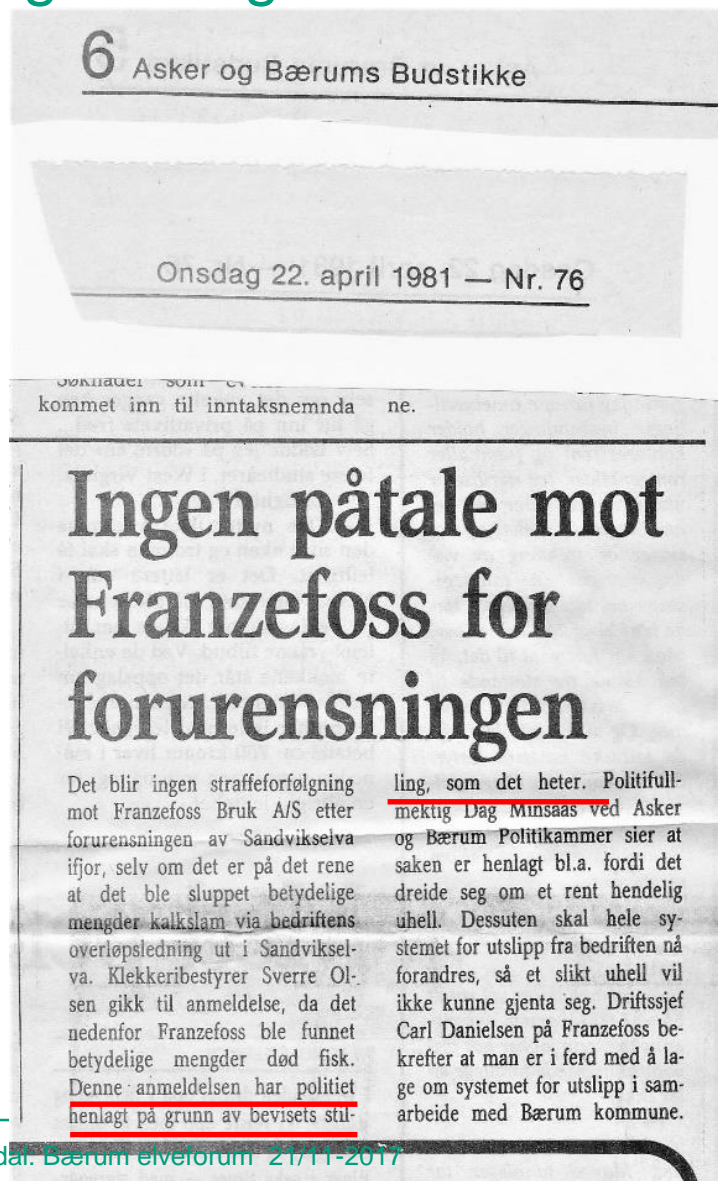 6 Asker og Bærums Budstikke
Onsdag 22. april 1981 — Nr. 76
Søknader som
kommet inn til inntaksnemnda
ne.
Ingen påtale mot
Franzefoss for
forurensningen
Det blir ingen straffeforfølgning
mot Franzefoss Bruk A/S etter
forurensningen av Sandvikselva
ifjor, selv om det er på det rene
at det ble sluppet betydelige
mengder kalkslam via bedriftens
overløpsledning ut i Sandviksel-
va. Klekkeribestyrer Sverre Ol-
sen gikk til anmeldelse, da det
nedenfor Franzefoss ble funnet
betydelige mengder død fisk.
Denne anmeldelsen har politiet
henlagt på grunn av bevisets stil-
ling, som det heter. Politifull-
mektig Dag Minsaas ved Asker
og Bærum Politikammer sier at
saken er henlagt bl.a. fordi det
dreide seg om et rent hendelig
uhell. Dessuten skal hele sy-
stemet for utslipp fra bedriften nå
forandres, så et slikt uhell vil
ikke kunne gjenta seg. Driftssjef
Carl Danielsen på Franzefoss be-
krefter at man er i ferd med å la-
ge om systemet for utslipp i sam-
arbeide med Bærum kommune.
dal. Bærum elveforum 21/11-2017